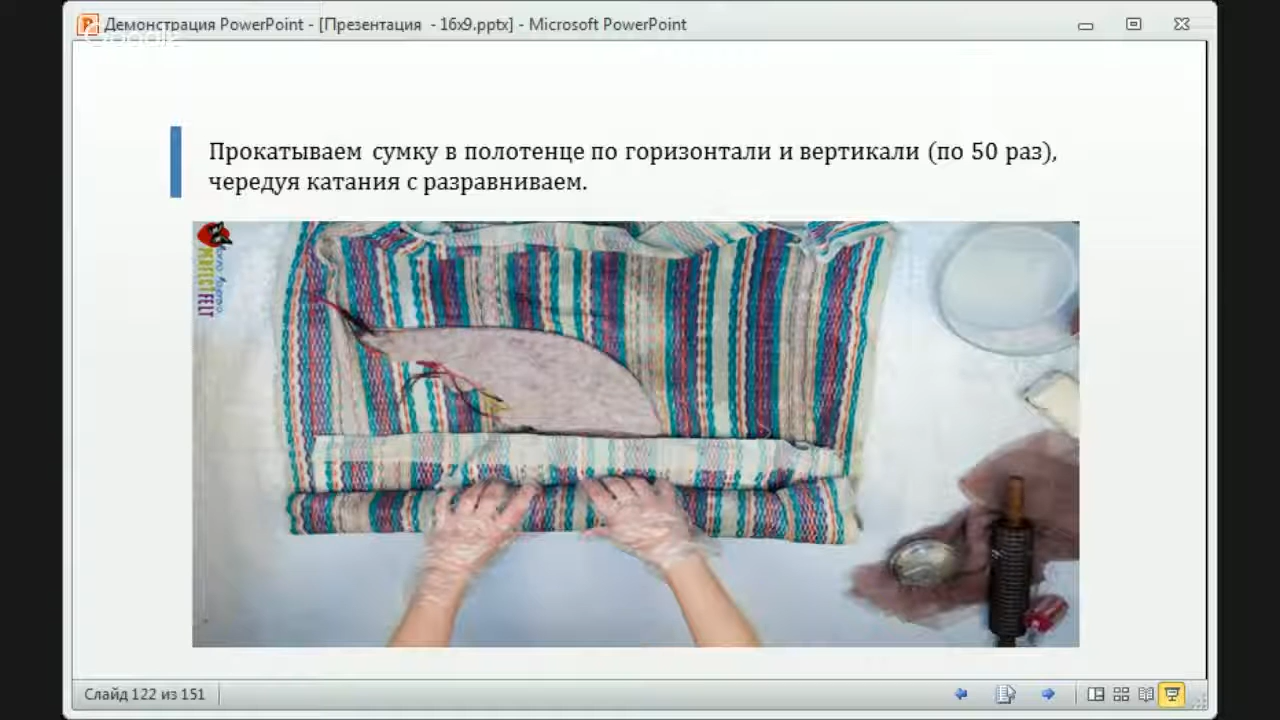 Демонстрация PowerPoint - [Презентация - 16x9.pptx] - Microsoft PowerPoint
Прокатываем сумку в полотенце по горизонтали и вертикали (по 50 раз),
чередуя катания с разравниваем.
FELT
Слайд 122 из 151